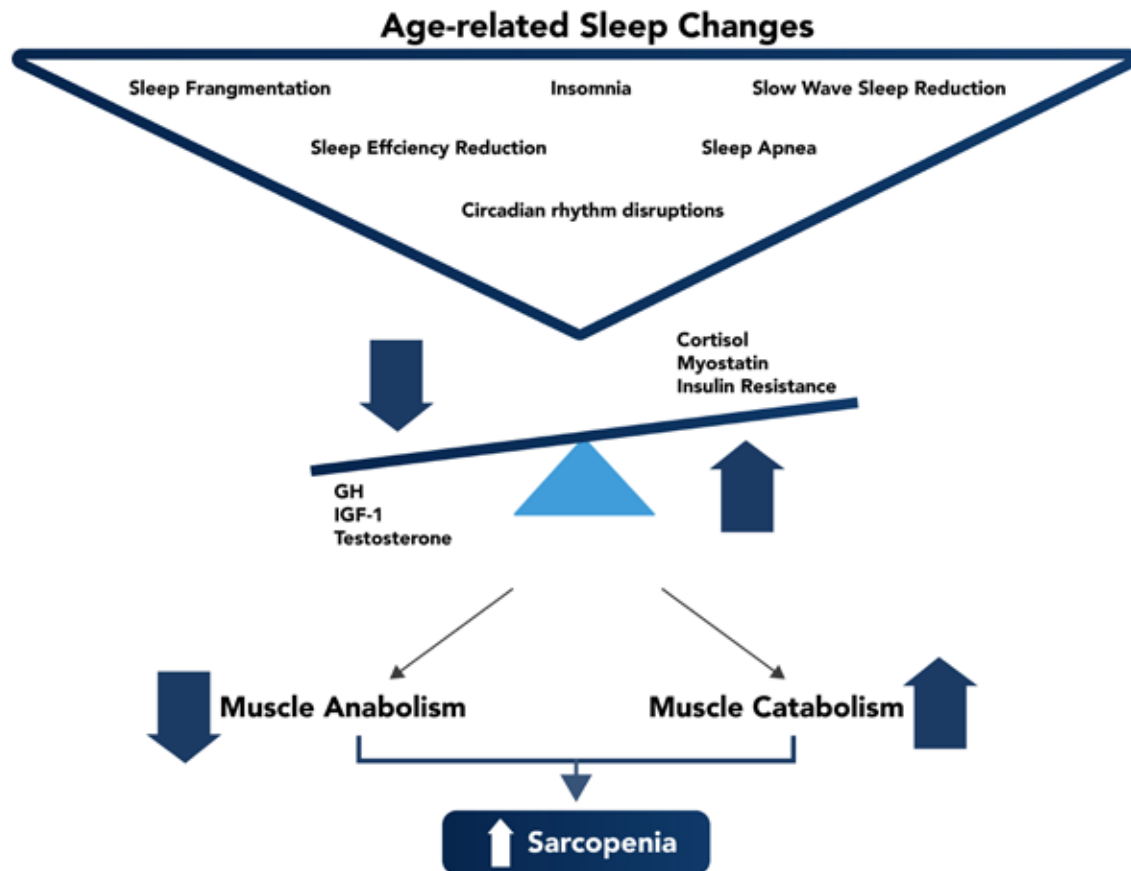 Age-related Sleep Changes
Sleep Frangmentation
Insomnia
Slow Wave Sleep Reduction
Sleep Effciency Reduction
Sleep Apnea
Circadian rhythm disruptions
Cortisol
Myostatin
Insulin Resistance
GH
IGF-1
Testosterone
Muscle Anabolism
Muscle Catabolism
Sarcopenia